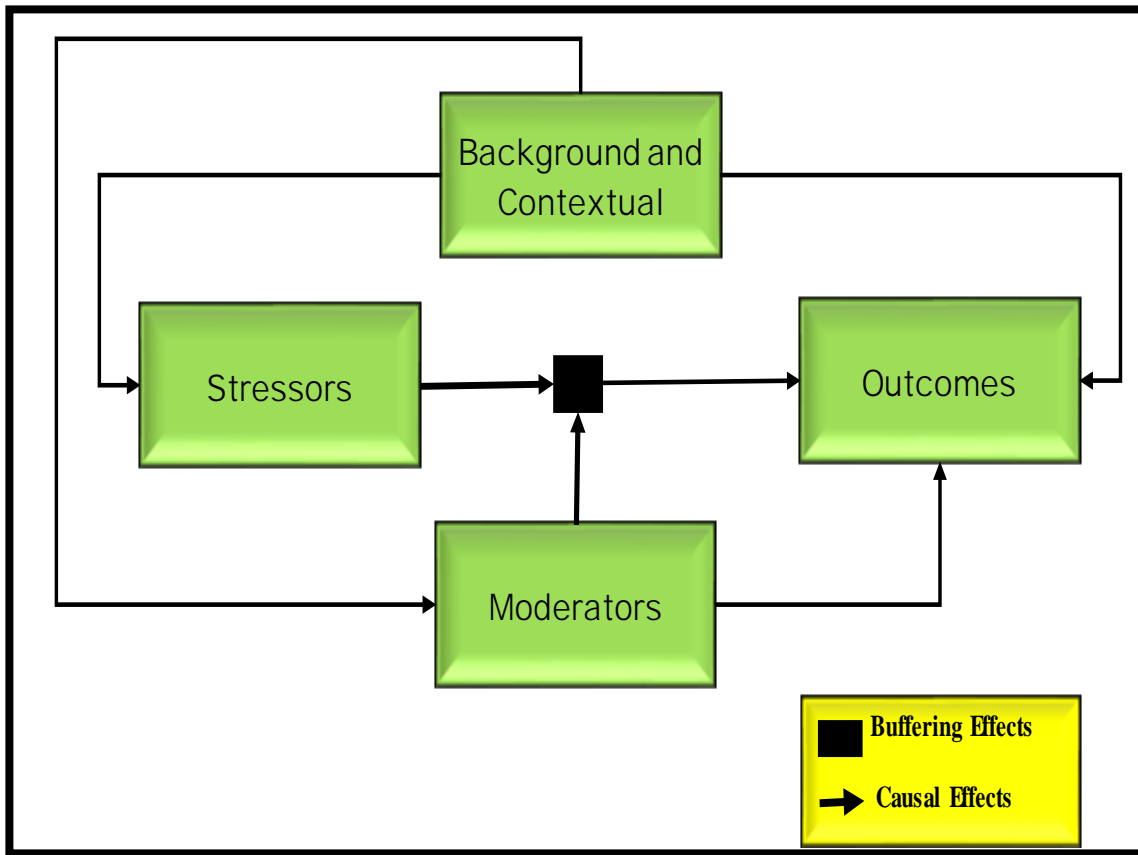 Background and
Contextual
Stressors
Outcomes
Moderators
Buffering Effects
Causal Effects